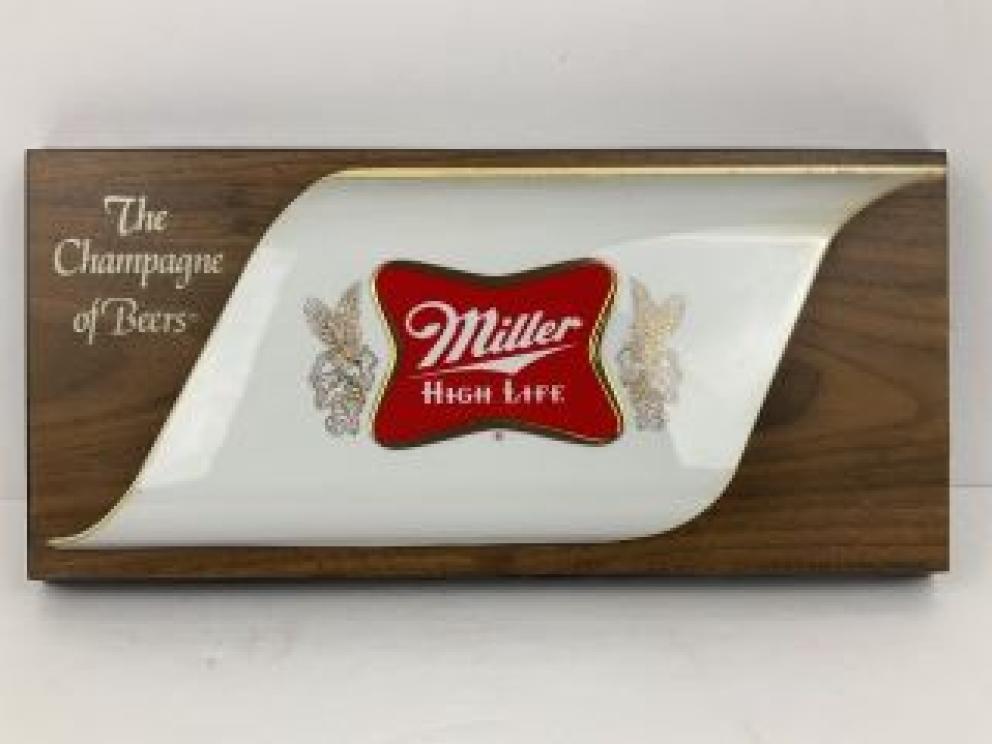 The
Champagne
of Beers
Miller
HIGH LIFE